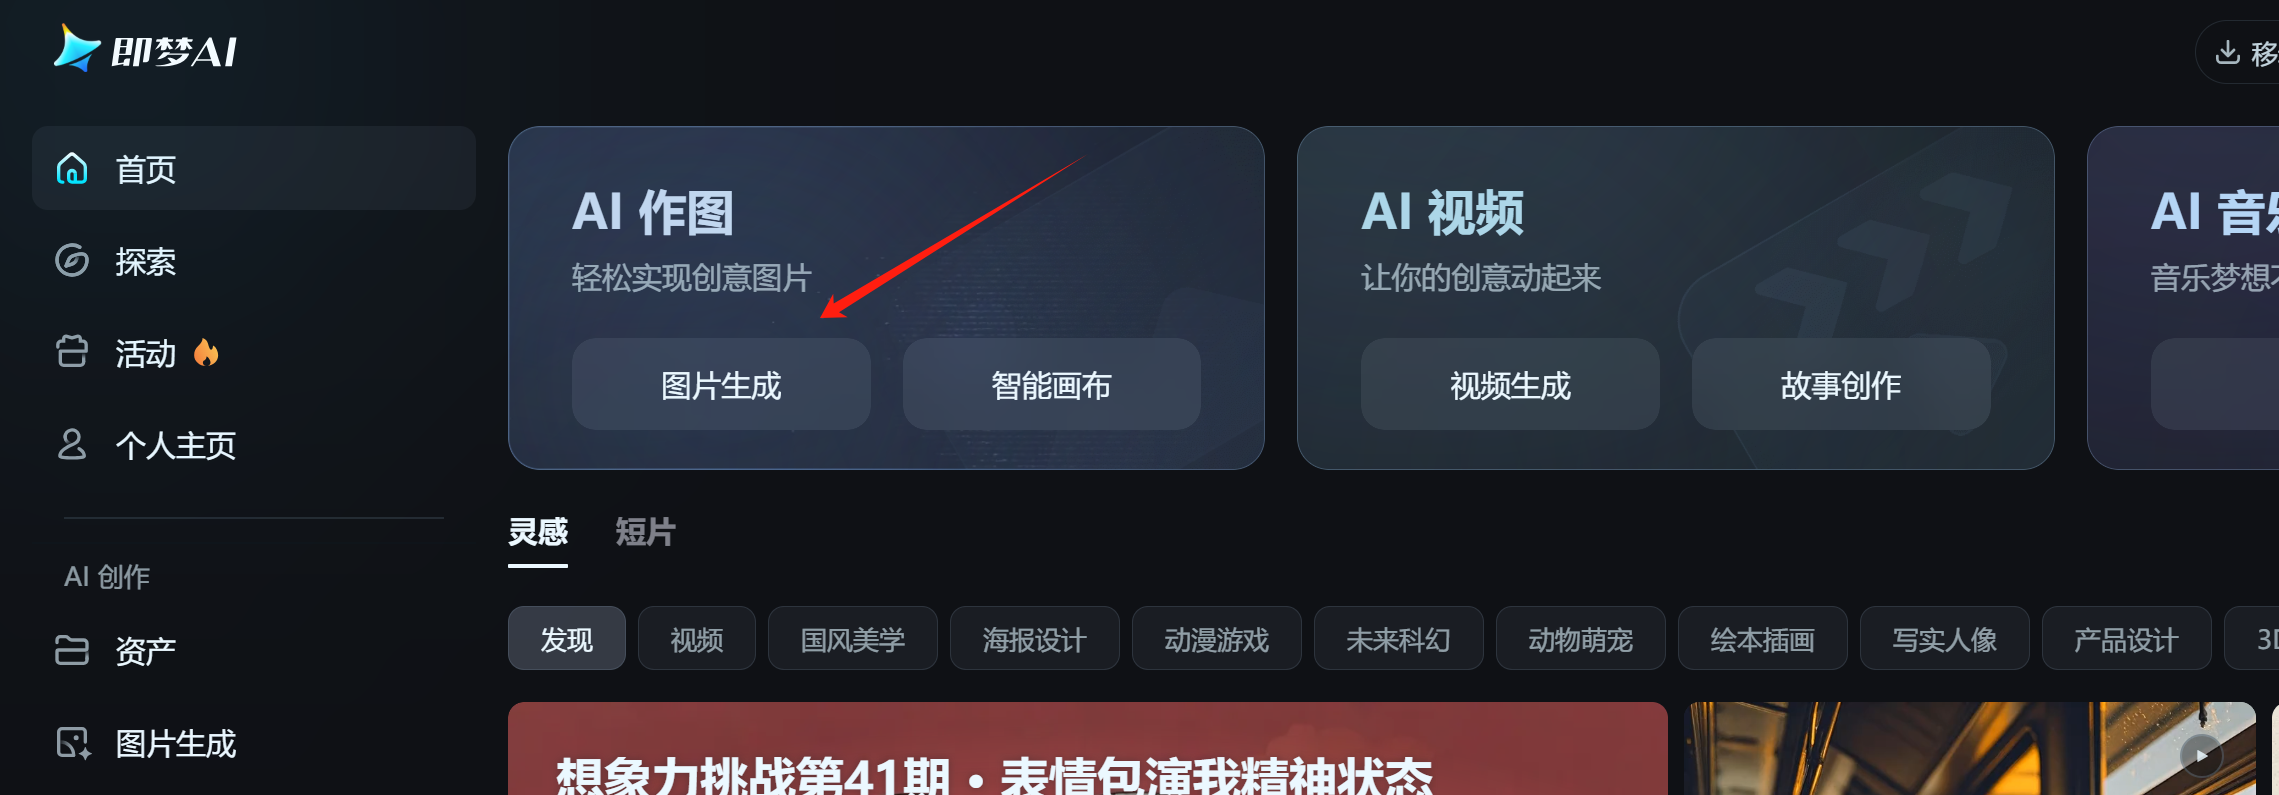 即梦AI
移
首页
探索
活动
个人主页
AI 创作
资产
图片生成
AI 作图
轻松实现创意图片
图片生成
智能画布
AI 视频
让你的创意动起来
视频生成
故事创作
AI 音乐
音乐梦想不
灵感
短片
发现
视频
国风美学
海报设计
动漫游戏
未来科幻
动物萌宠
绘本插画
写实人像
产品设计
3D
想象力挑战第41期・表情包演我精神状态